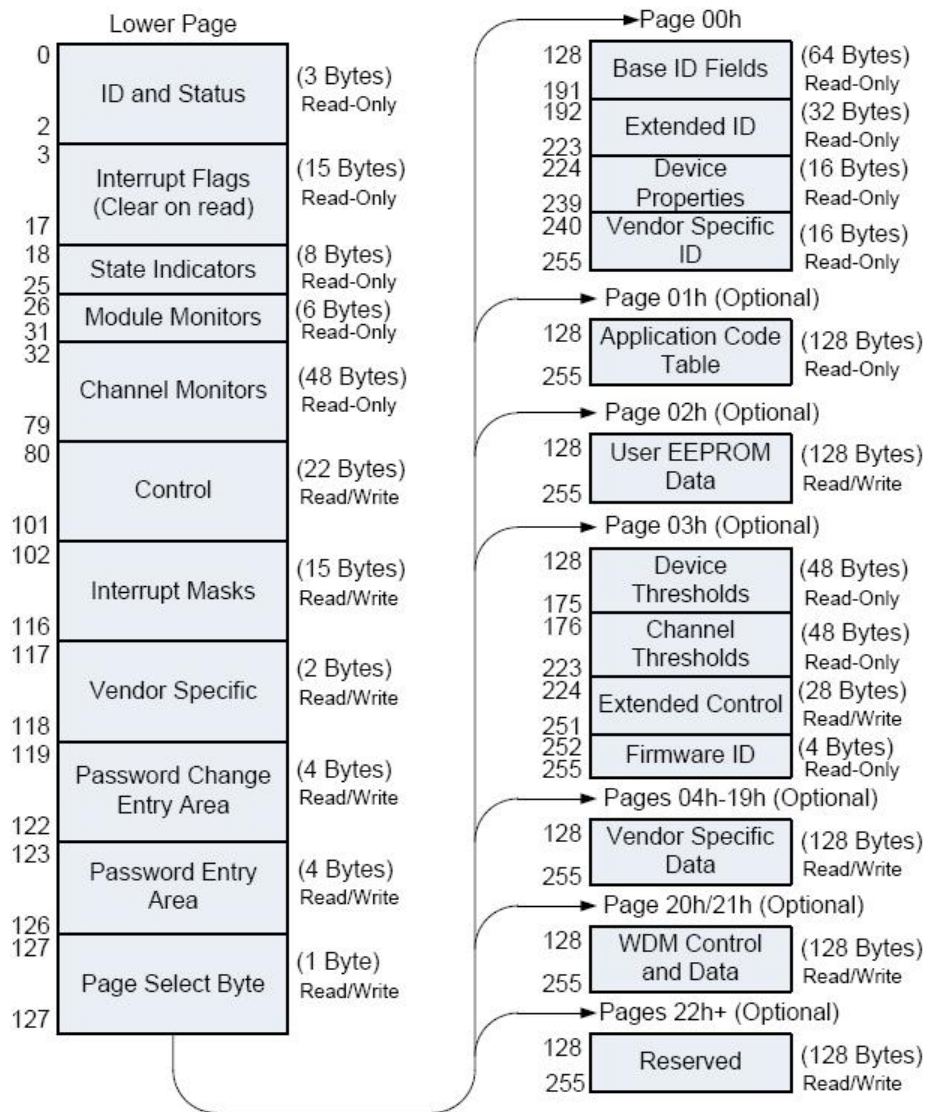 Lower Page
0
ID and Status
(3 Bytes)
Read-Only
2
3
Interrupt Flags
(Clear on read)
(15 Bytes)
Read-Only
17
18
State Indicators
(8 Bytes)
Read-Only
25
26
Module Monitors
(6 Bytes)
Read-Only
31
32
Channel Monitors
(48 Bytes)
Read-Only
79
80
Control
(22 Bytes)
Read/Write
101
102
Interrupt Masks
(15 Bytes)
Read/Write
116
117
Vendor Specific
(2 Bytes)
Read/Write
118
119
Password Change
Entry Area
(4 Bytes)
Read/Write
122
123
Password Entry
Area
(4 Bytes)
Read/Write
126
127
Page Select Byte
(1 Byte)
Read/Write
127
Page 00h
128
Base ID Fields
(64 Bytes)
Read-Only
191
192
Extended ID
(32 Bytes)
Read-Only
223
224
Device
Properties
(16 Bytes)
Read-Only
239
240
Vendor Specific
ID
(16 Bytes)
Read-Only
255
Page 01h (Optional)
128
Application Code
Table
(128 Bytes)
Read-Only
255
Page 02h (Optional)
128
User EEPROM
Data
(128 Bytes)
Read/Write
255
Page 03h (Optional)
128
Device
Thresholds
(48 Bytes)
Read-Only
175
176
Channel
Thresholds
(48 Bytes)
Read-Only
223
224
Extended Control
(28 Bytes)
Read/Write
251
252
Firmware ID
(4 Bytes)
Read-Only
255
Pages 04h-19h (Optional)
128
Vendor Specific
Data
(128 Bytes)
Read/Write
255
Page 20h/21h (Optional)
128
WDM Control
and Data
(128 Bytes)
Read/Write
255
Pages 22h+ (Optional)
128
Reserved
(128 Bytes)
Read/Write
255